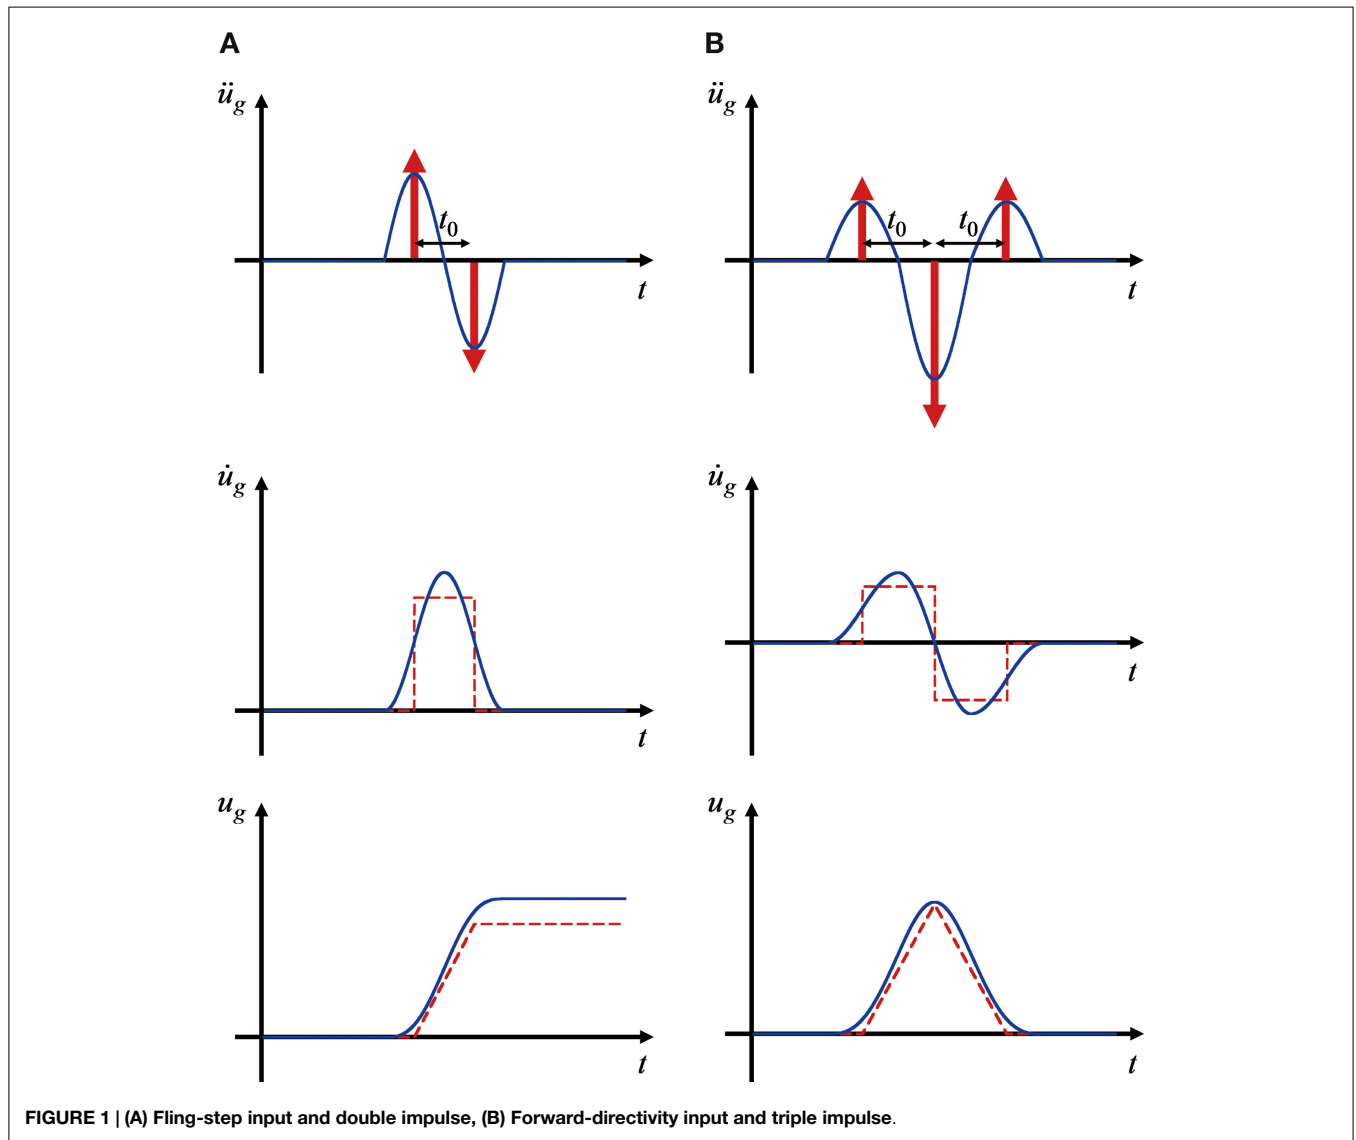 A B
ü_g ü_g
t_0 t_0 t_0
t t
u̇_g u̇_g
t t
u_g u_g
t t
FIGURE 1 | (A) Fling-step input and double impulse, (B) Forward-directivity input and triple impulse.